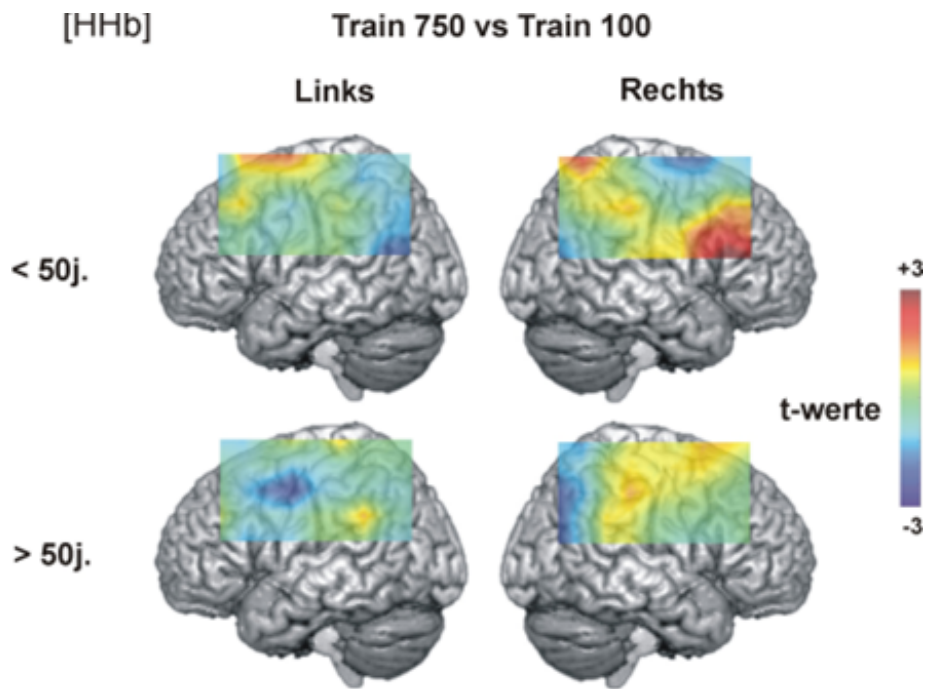 [HHb]
Train 750 vs Train 100
Links
Rechts
< 50j.
+3
t-werte
-3
> 50j.